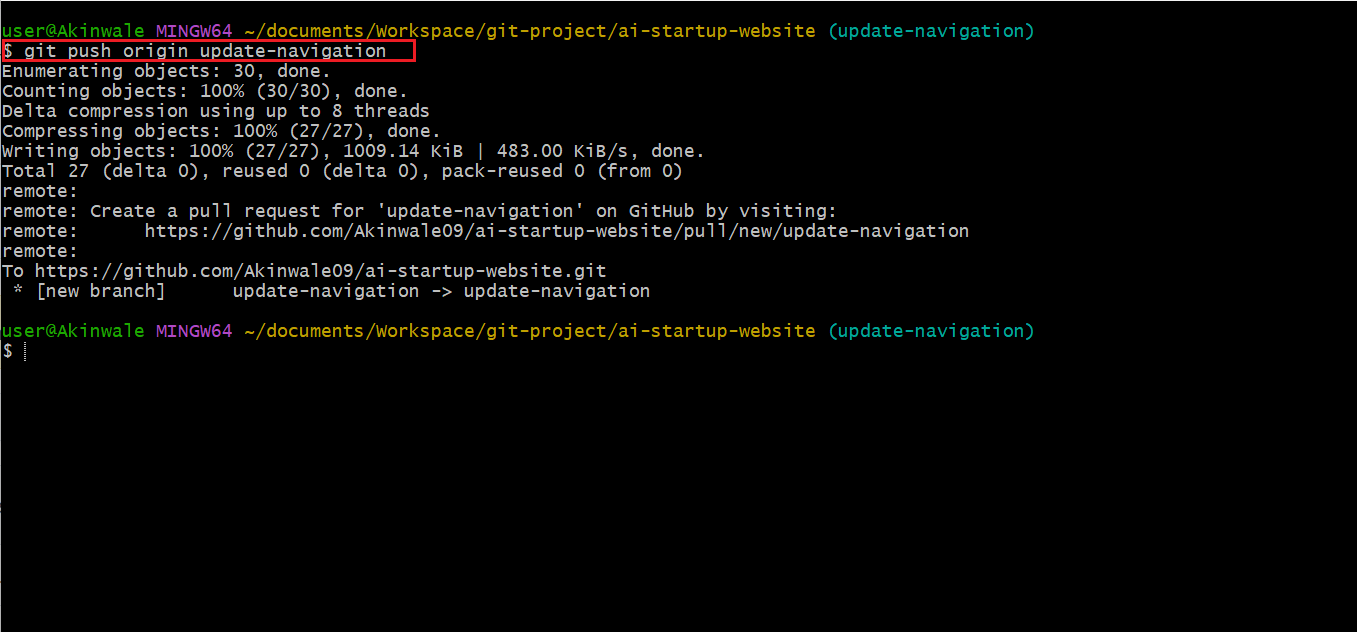 user@Akinwale MINGW64 ~/documents/Workspace/git-project/ai-startup-website (update-navigation)
$ git push origin update-navigation
Enumerating objects: 30, done.
Counting objects: 100% (30/30), done.
Delta compression using up to 8 threads
Compressing objects: 100% (27/27), done.
Writing objects: 100% (27/27), 1009.14 KiB | 483.00 KiB/s, done.
Total 27 (delta 0), reused 0 (delta 0), pack-reused 0 (from 0)
remote:
remote: Create a pull request for 'update-navigation' on GitHub by visiting:
remote:      https://github.com/Akinwale09/ai-startup-website/pull/new/update-navigation
remote:
To https://github.com/Akinwale09/ai-startup-website.git
 * [new branch]      update-navigation -> update-navigation
user@Akinwale MINGW64 ~/documents/Workspace/git-project/ai-startup-website (update-navigation)
$